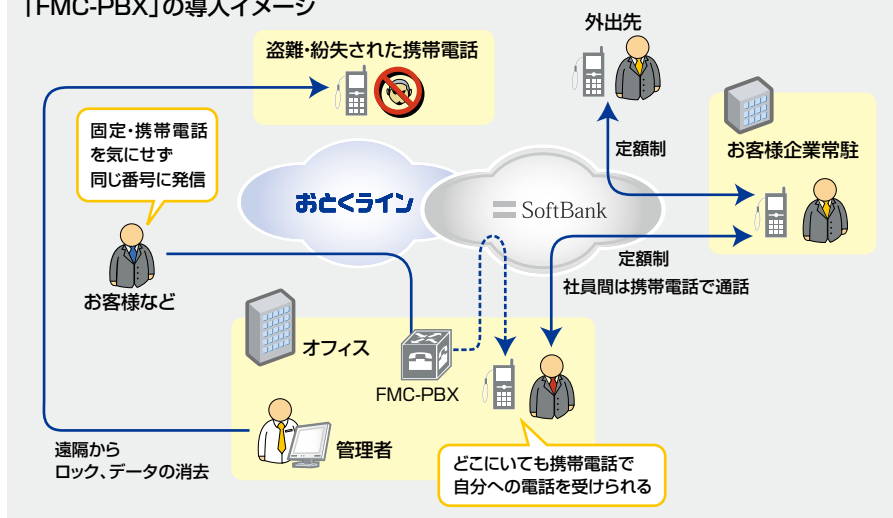 「FMC-PBX」の導入イメージ
盗難・紛失された携帯電話
外出先
固定・携帯電話
を気にせず
同じ番号に発信
定額制
お客様企業常駐
おとくライン
SoftBank
お客様など
定額制
社員間は携帯電話で通話
オフィス
FMC-PBX
管理者
遠隔から
ロック、データの消去
どこにいても携帯電話で
自分への電話を受けられる